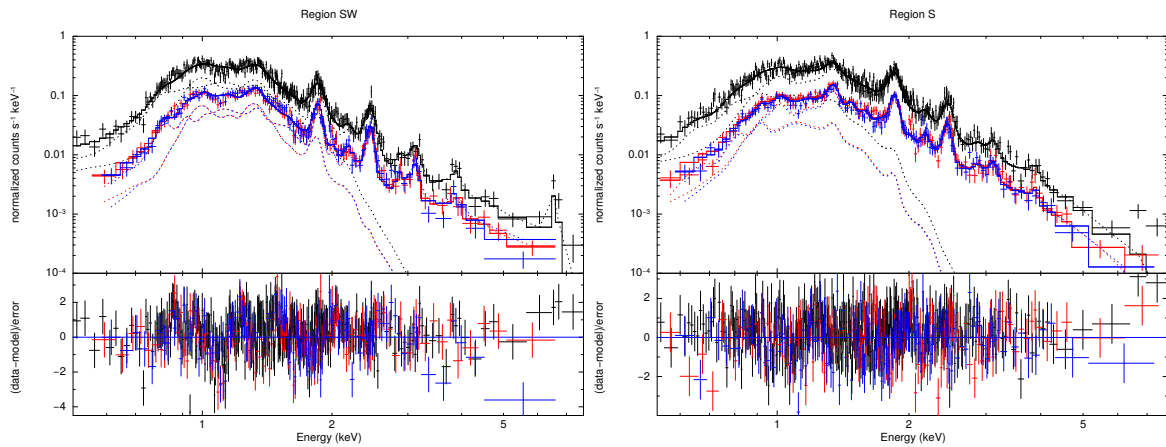 Region SW
normalized counts s⁻¹ keV⁻¹
1
0.1
0.01
10⁻³
10⁻⁴
(data−model)/error
2
0
−2
−4
1
2
5
Energy (keV)
Region S
normalized counts s⁻¹ keV⁻¹
1
0.1
0.01
10⁻³
10⁻⁴
(data−model)/error
2
0
−2
1
2
5
Energy (keV)